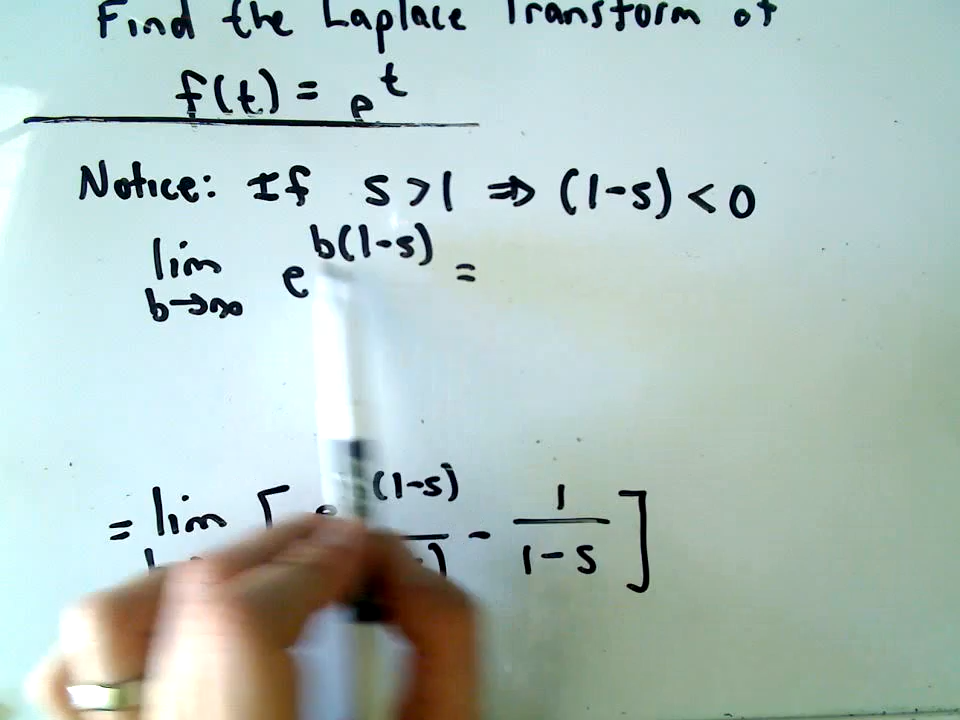 Find the Laplace Transform of
f(t) = e^t
Notice: If s > 1 ⇒ (1-s) < 0
lim b→∞ e^{b(1-s)} =
= lim [ e^{(1-s)} - 1/(1-s) ]